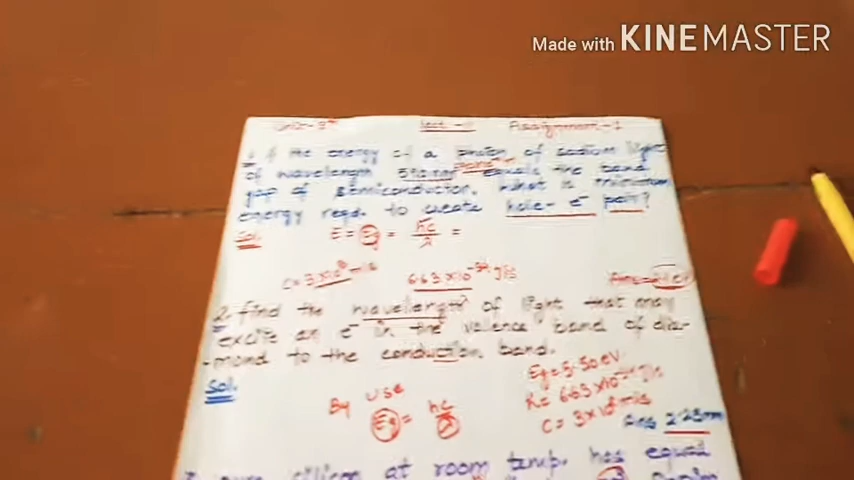 Made with KINEMASTER
Unit-9th Assignment-1
1. If the energy of a photon of sodium light
of wavelength 590 nm equals the band
gap of semiconductor. What is minimum
energy reqd. to create hole-e⁻ pair?
Sol. E = Eg = hc/λ =
c = 3×10⁸ m/s 6.63×10⁻³⁴ J/s
2. find the wavelength of light that may
excite an e⁻ in the valence band of dia-
-mond to the conduction band.
Sol. Eg = 5.50 eV
By use h = 6.63×10⁻³⁴ J/s
Eg = hc/λ c = 3×10⁸ m/s
silicon at room temp. has equal